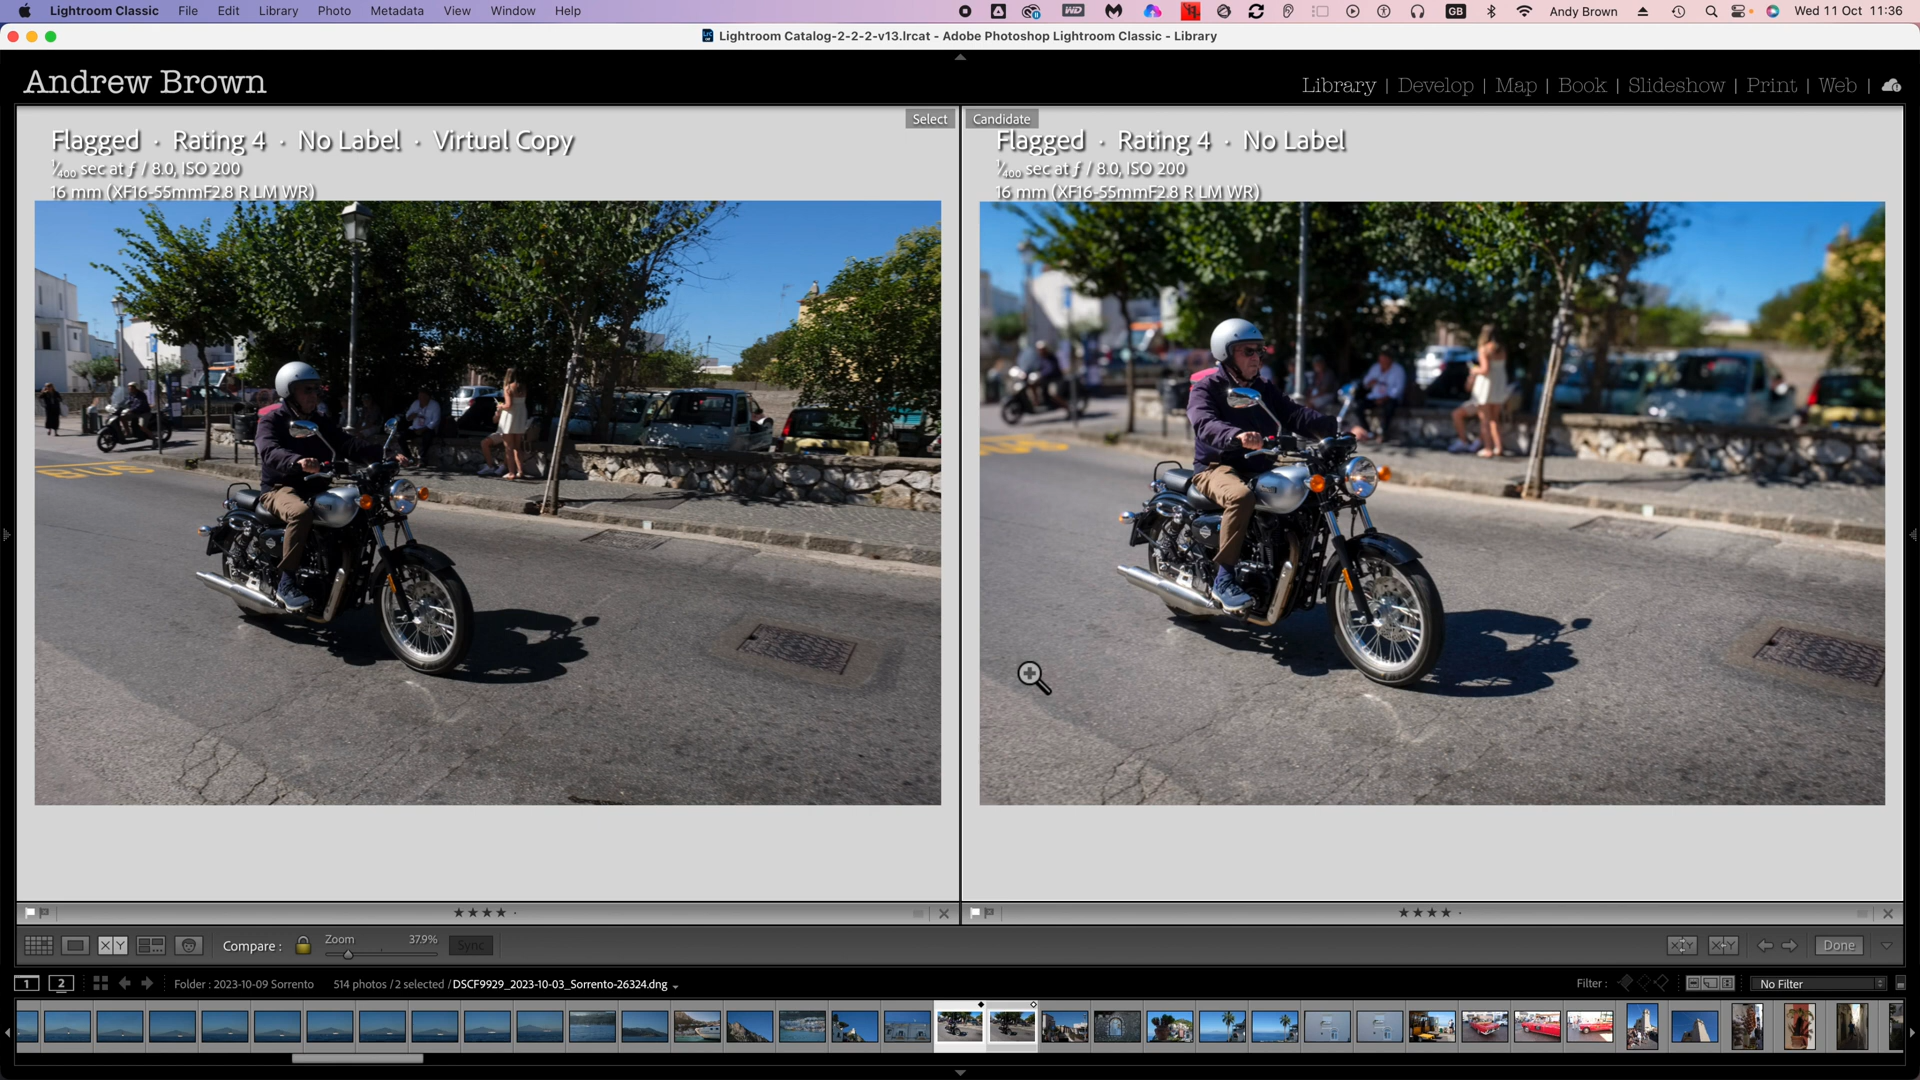 Lightroom Classic File Edit Library Photo Metadata View Window Help WD GB Andy Brown Wed 11 Oct 11:36
Lightroom Catalog-2-2-2-v13.lrcat - Adobe Photoshop Lightroom Classic - Library
Andrew Brown
Library | Develop | Map | Book | Slideshow | Print | Web |
Select
Flagged · Rating 4 · No Label · Virtual Copy
1/400 sec at ƒ / 8.0, ISO 200
16 mm (XF16-55mmF2.8 R LM WR)
Candidate
Flagged · Rating 4 · No Label
1/400 sec at ƒ / 8.0, ISO 200
16 mm (XF16-55mmF2.8 R LM WR)
BUS
X Y Compare : Zoom 37.9% Sync
Done
1 2 Folder : 2023-10-09 Sorrento 514 photos / 2 selected / DSCF9929_2023-10-03_Sorrento-26324.dng
Filter : No Filter